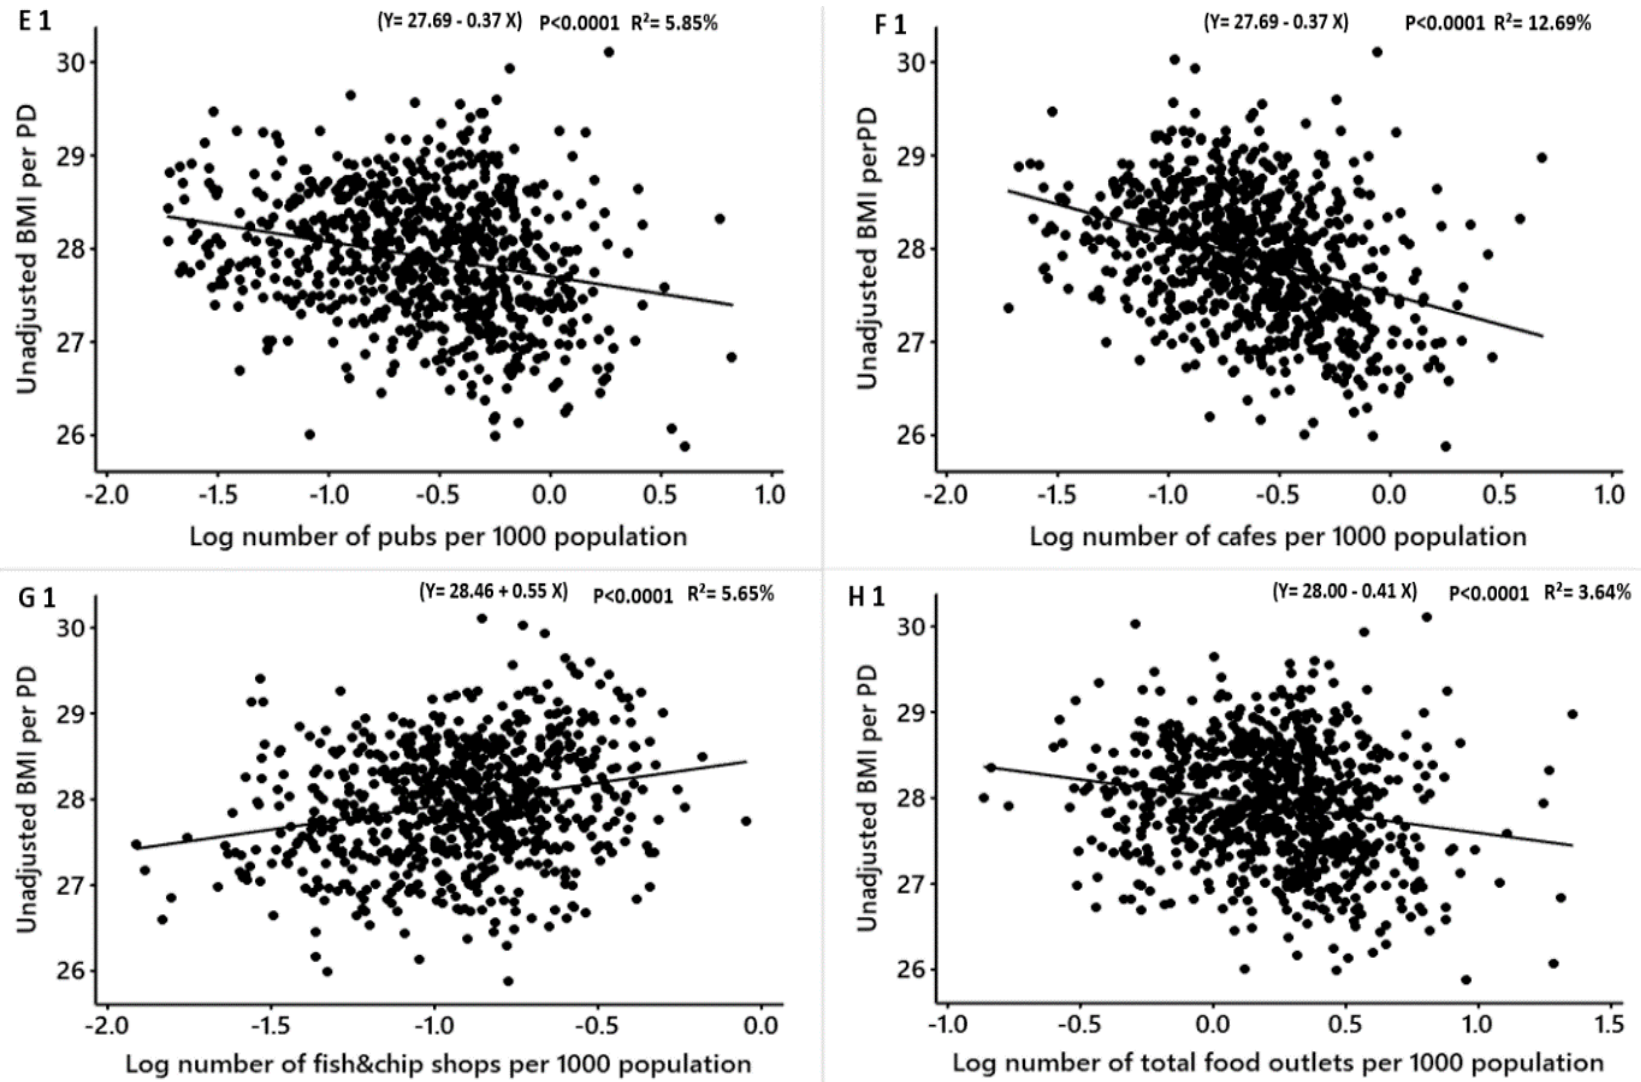 E 1 (Y= 27.69 - 0.37 X) P<0.0001 R²= 5.85%
Unadjusted BMI per PD
30
29
28
27
26
-2.0 -1.5 -1.0 -0.5 0.0 0.5 1.0
Log number of pubs per 1000 population
F 1 (Y= 27.69 - 0.37 X) P<0.0001 R²= 12.69%
Unadjusted BMI perPD
30
29
28
27
26
-2.0 -1.5 -1.0 -0.5 0.0 0.5 1.0
Log number of cafes per 1000 population
G 1 (Y= 28.46 + 0.55 X) P<0.0001 R²= 5.65%
Unadjusted BMI per PD
30
29
28
27
26
-2.0 -1.5 -1.0 -0.5 0.0
Log number of fish&chip shops per 1000 population
H 1 (Y= 28.00 - 0.41 X) P<0.0001 R²= 3.64%
Unadjusted BMI per PD
30
29
28
27
26
-1.0 -0.5 0.0 0.5 1.0 1.5
Log number of total food outlets per 1000 population